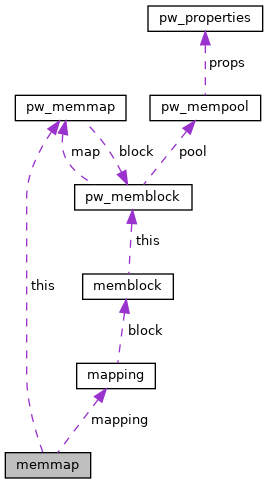 pw_properties
props
pw_memmap
pw_mempool
map
block
pool
pw_memblock
this
this
memblock
block
mapping
mapping
memmap